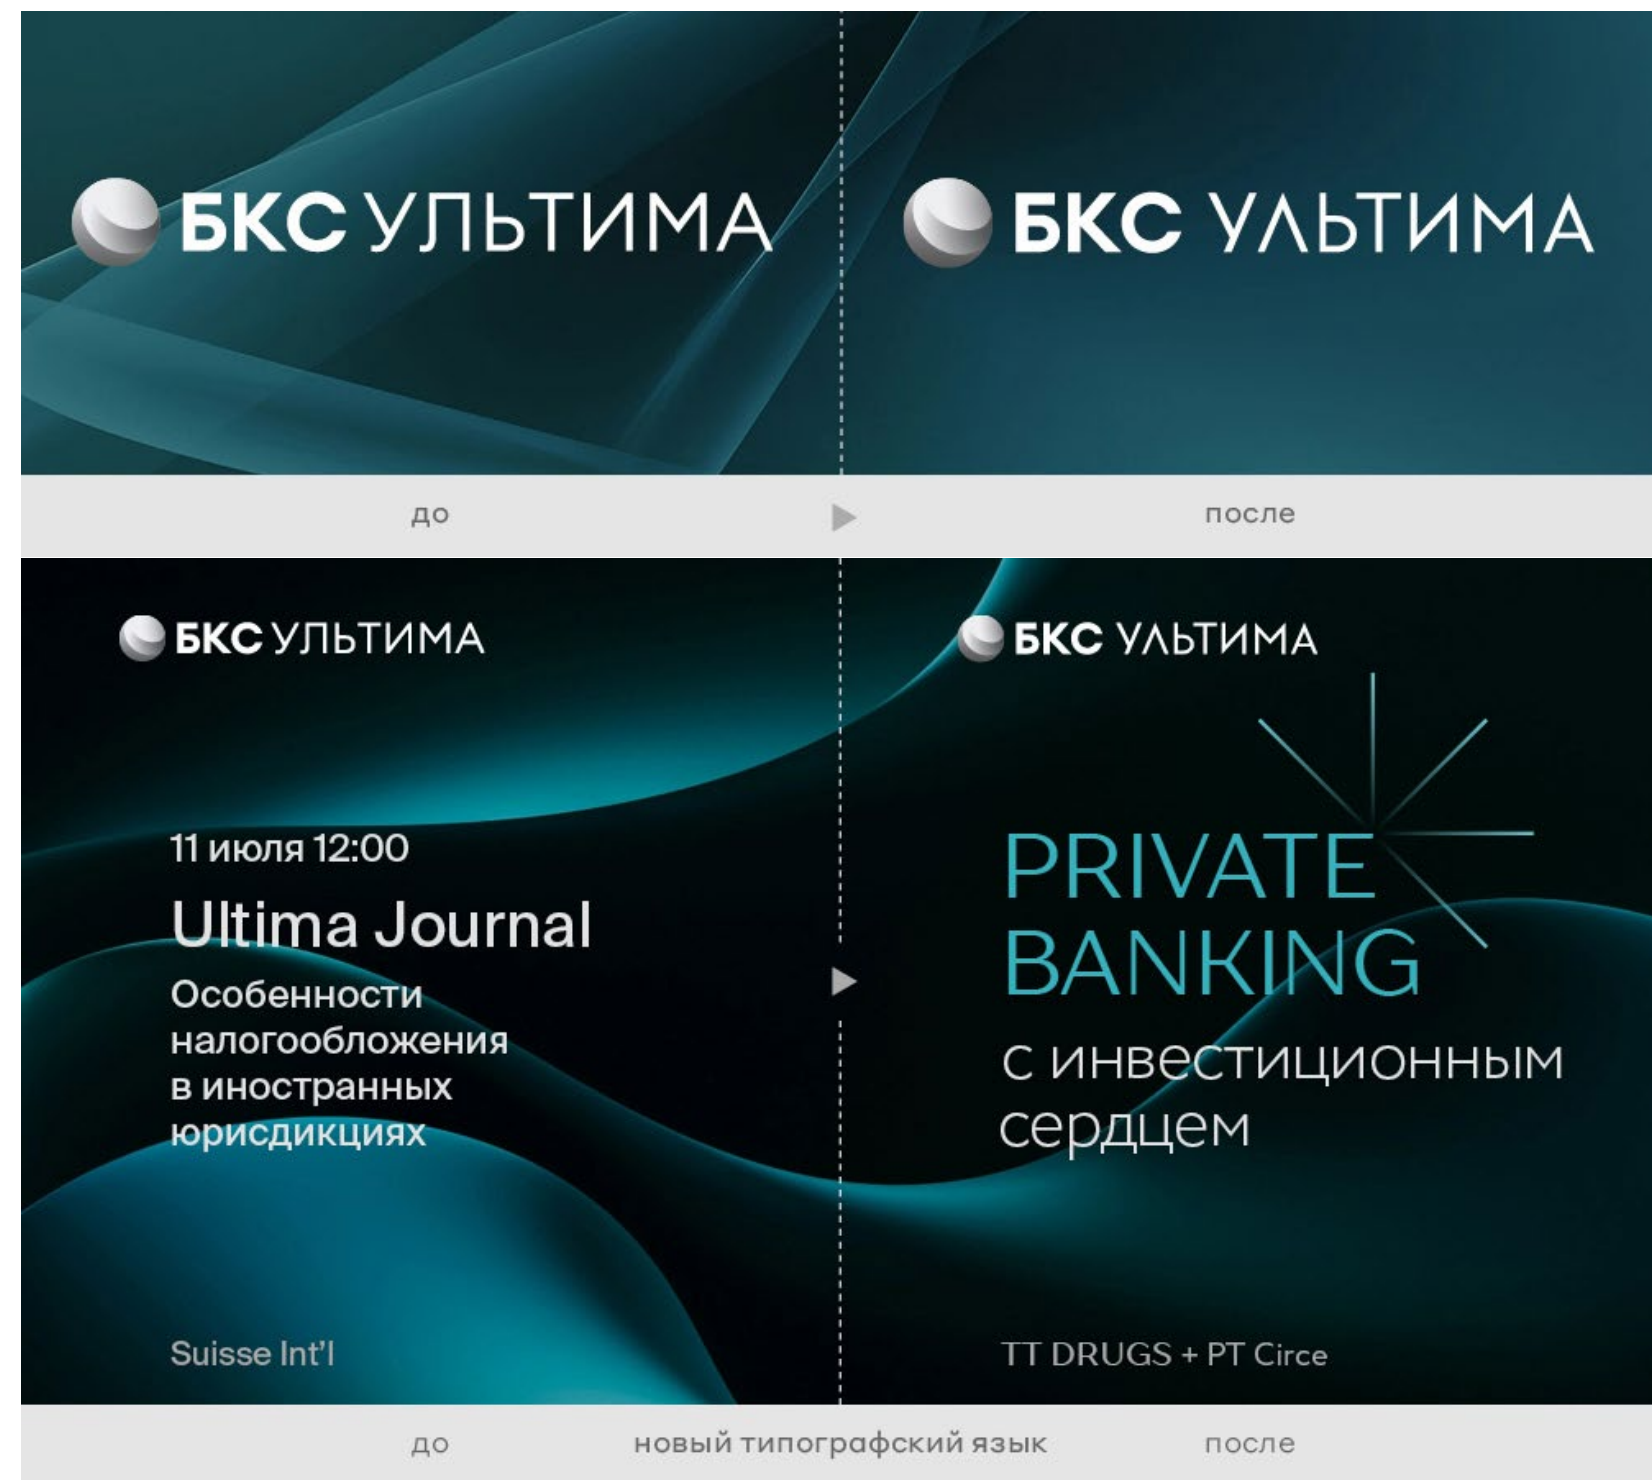 БКС УЛЬТИМА
БКС УΛЬТИМА
до
после
БКС УЛЬТИМА
11 июля 12:00
Ultima Journal
Особенности
налогообложения
в иностранных
юрисдикциях
Suisse Int'l
БКС УΛЬТИМА
PRIVATE
BANKING
с инвестиционным
сердцем
TT DRUGS + PT Circe
до
новый типографский язык
после